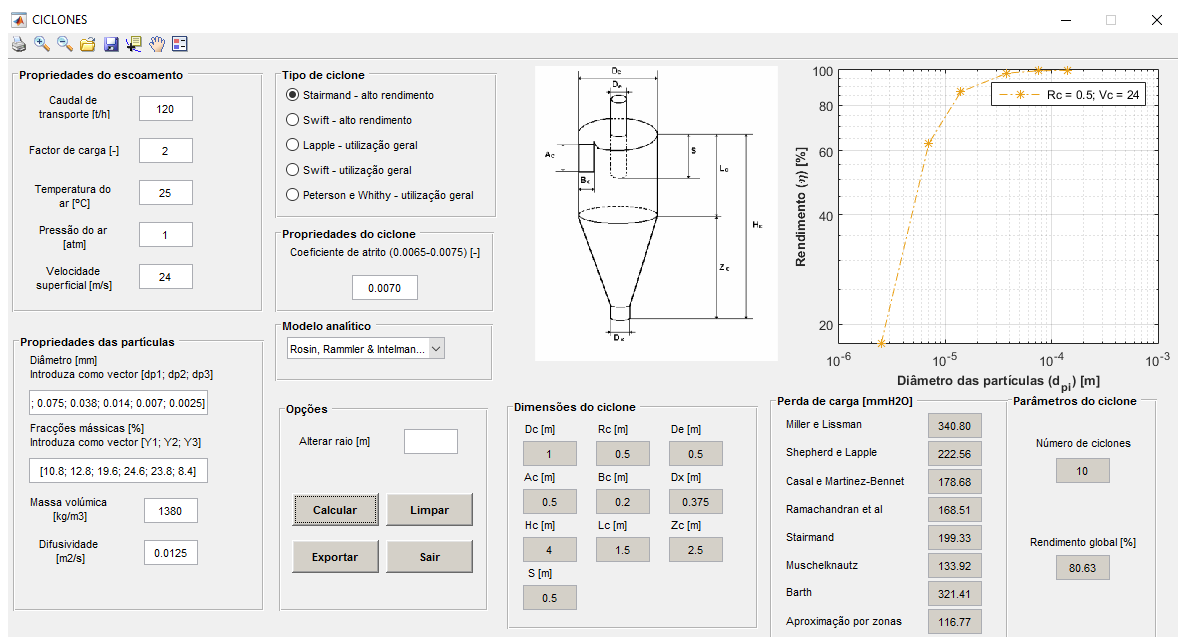 CICLONES
Propriedades do escoamento
Caudal de
transporte [t/h]
120
Factor de carga [-]
2
Temperatura do
ar [ºC]
25
Pressão do ar
[atm]
1
Velocidade
superficial [m/s]
24
Propriedades das partículas
Diâmetro [mm]
Introduza como vector [dp1; dp2; dp3]
; 0.075; 0.038; 0.014; 0.007; 0.0025]
Fracções mássicas [%]
Introduza como vector [Y1; Y2; Y3]
[10.8; 12.8; 19.6; 24.6; 23.8; 8.4]
Massa volúmica
[kg/m3]
1380
Difusividade
[m2/s]
0.0125
Tipo de ciclone
Stairmand - alto rendimento
Swift - alto rendimento
Lapple - utilização geral
Swift - utilização geral
Peterson e Whithy - utilização geral
Propriedades do ciclone
Coeficiente de atrito (0.0065-0.0075) [-]
0.0070
Modelo analítico
Rosin, Rammler & Intelman...
Opções
Alterar raio [m]
Calcular
Limpar
Exportar
Sair
Ac
Bc
S
Lc
Hc
Zc
Dimensões do ciclone
Dc [m] Rc [m] De [m]
1 0.5 0.5
Ac [m] Bc [m] Dx [m]
0.5 0.2 0.375
Hc [m] Lc [m] Zc [m]
4 1.5 2.5
S [m]
0.5
Rendimento (η) [%]
100
80
60
40
20
Rc = 0.5; Vc = 24
10-6 10-5 10-4 10-3
Diâmetro das partículas (dpi) [m]
Perda de carga [mmH2O]
Miller e Lissman 340.80
Shepherd e Lapple 222.56
Casal e Martinez-Bennet 178.68
Ramachandran et al 168.51
Stairmand 199.33
Muschelknautz 133.92
Barth 321.41
Aproximação por zonas 116.77
Parâmetros do ciclone
Número de ciclones
10
Rendimento global [%]
80.63